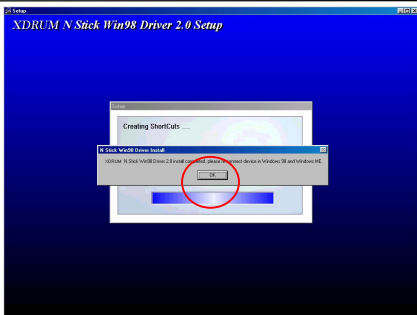 Setup
XDRUM N Stick Win98 Driver 2.0 Setup
Setup
Creating ShortCuts ....
N Stick Win98 Driver Install
XDRUM N Stick Win98 Driver 2.0 install completed, please reconnect device in Windows 98 and Windows ME.
OK